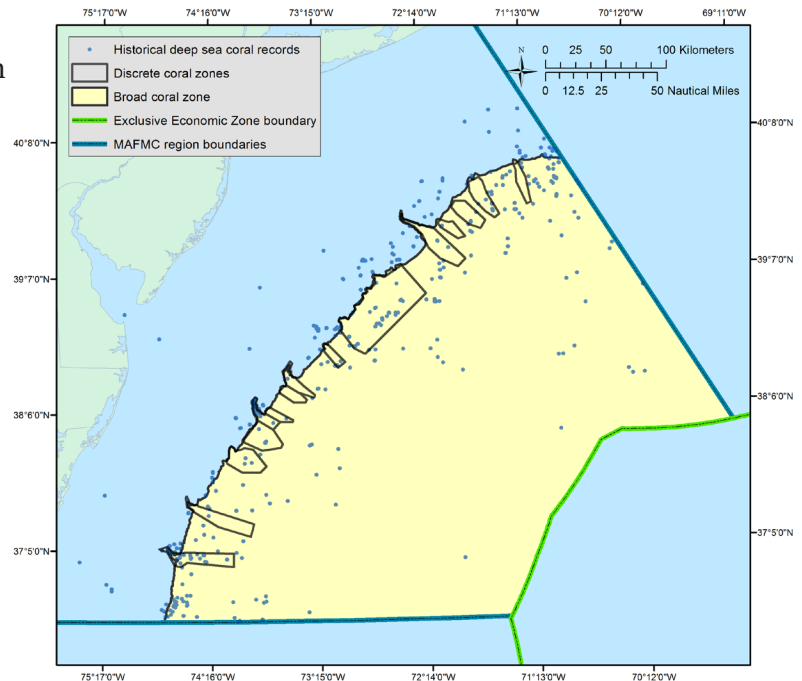 n
75°17'0"W 74°16'0"W 73°15'0"W 72°14'0"W 71°13'0"W 70°12'0"W 69°11'0"W
Historical deep sea coral records
Discrete coral zones
Broad coral zone
Exclusive Economic Zone boundary
MAFMC region boundaries
N
0 25 50 100 Kilometers
0 12.5 25 50 Nautical Miles
40°8'0"N 40°8'0"N
39°7'0"N 39°7'0"N
38°6'0"N 38°6'0"N
37°5'0"N 37°5'0"N
75°17'0"W 74°16'0"W 73°15'0"W 72°14'0"W 71°13'0"W 70°12'0"W